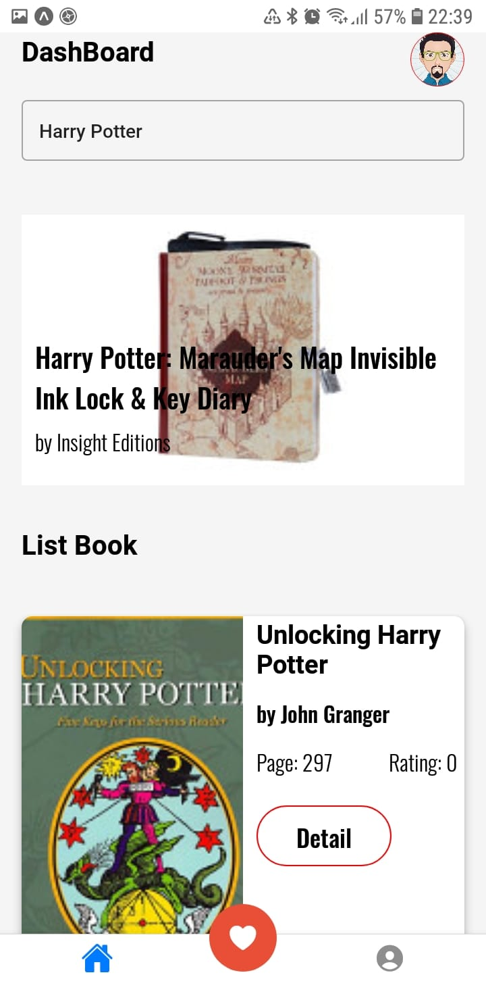 57% 22:39
DashBoard
Harry Potter
MAP
Harry Potter: Marauder's Map Invisible
Ink Lock & Key Diary
by Insight Editions
List Book
UNLOCKING
HARRY POTTE
Five Keys for the Serious Reader
Unlocking Harry
Potter
by John Granger
Page: 297 Rating: 0
Detail